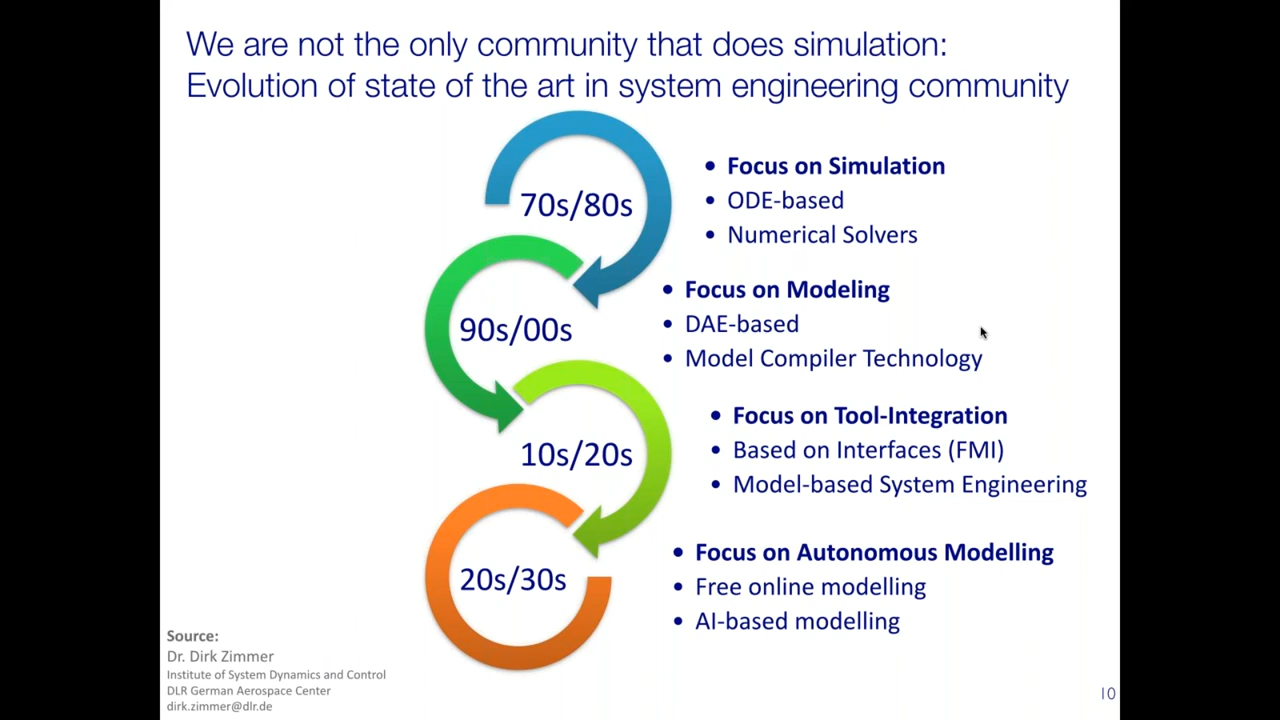 We are not the only community that does simulation:
Evolution of state of the art in system engineering community
70s/80s
• Focus on Simulation
• ODE-based
• Numerical Solvers
90s/00s
• Focus on Modeling
• DAE-based
• Model Compiler Technology
10s/20s
• Focus on Tool-Integration
• Based on Interfaces (FMI)
• Model-based System Engineering
20s/30s
• Focus on Autonomous Modelling
• Free online modelling
• AI-based modelling
Source:
Dr. Dirk Zimmer
Institute of System Dynamics and Control
DLR German Aerospace Center
dirk.zimmer@dlr.de
10